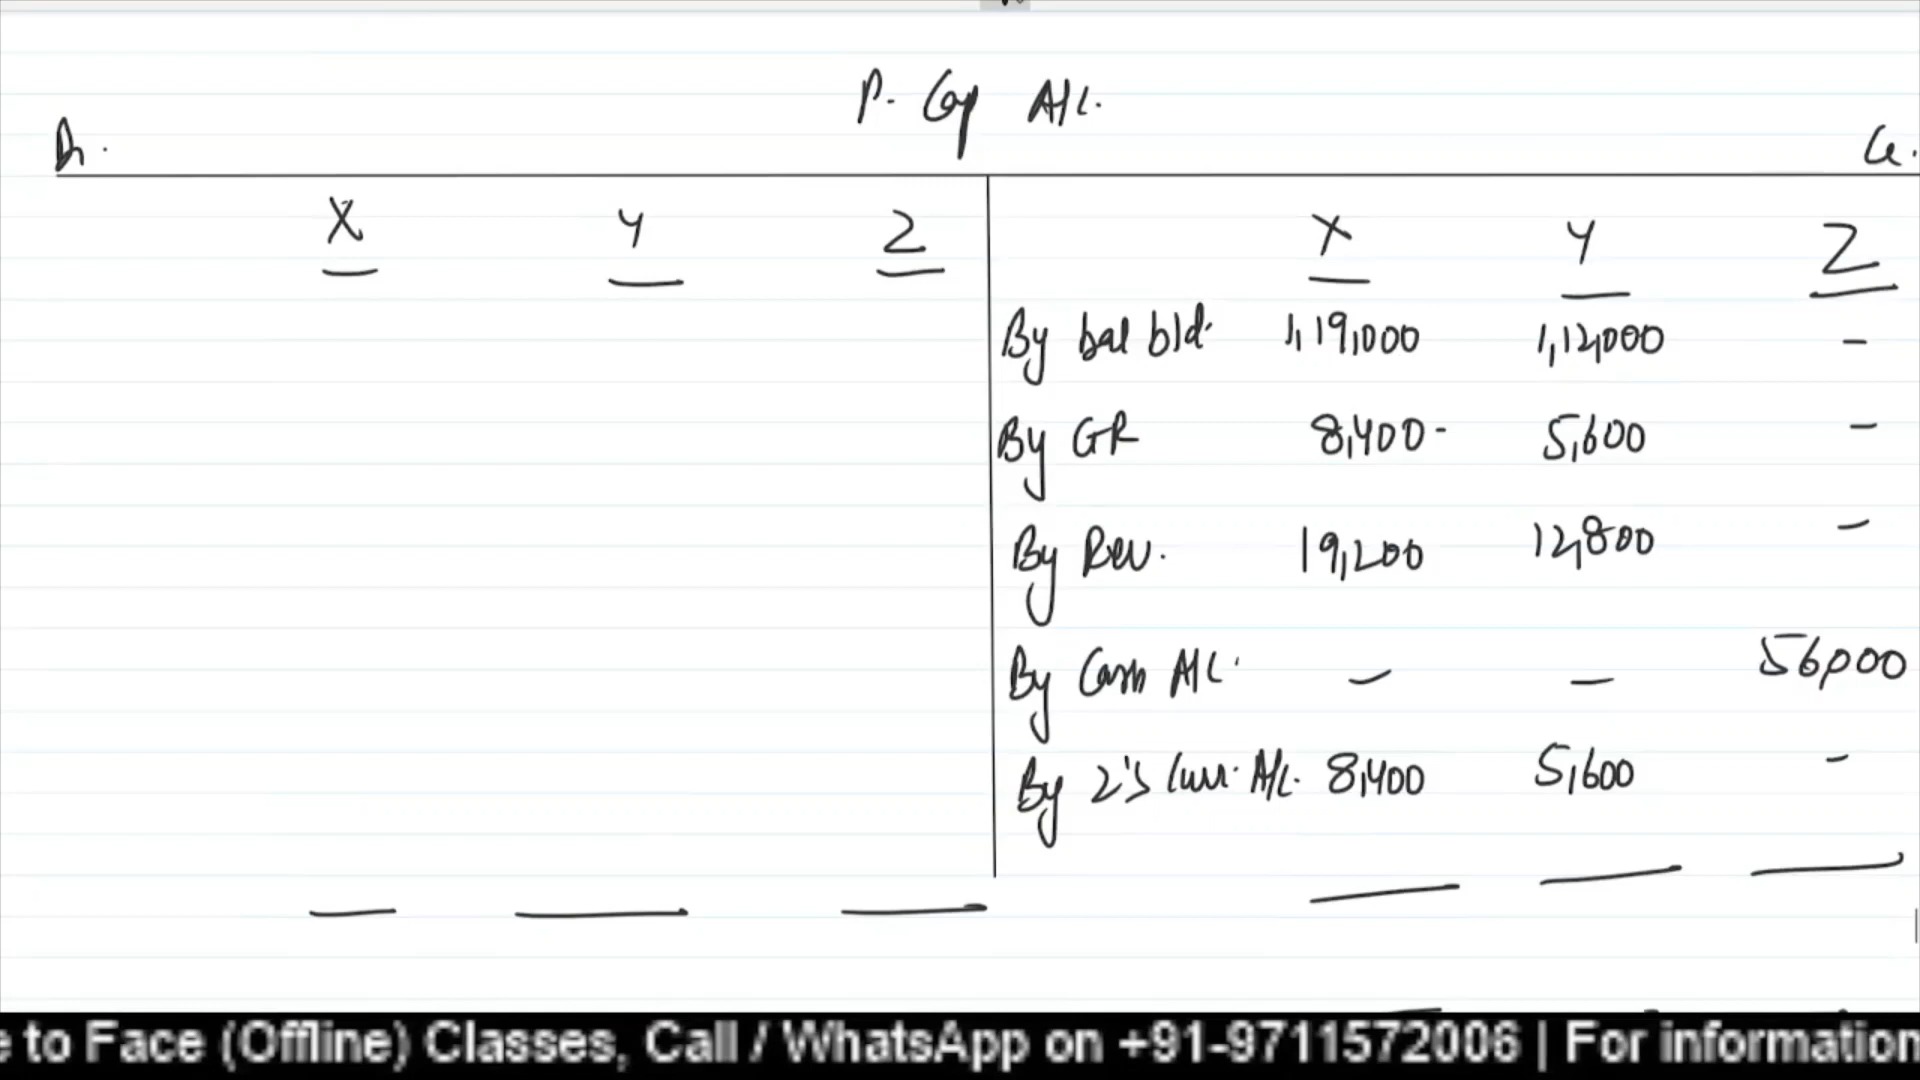 P. Cap A/c.
Dr. Cr.
X Y Z X Y Z
By bal b/d. 1,19,000 1,12,000 -
By GR 8,400- 5,600 -
By Rev. 19,200 12,800 -
By Cash A/c. - - 56,000
By Z's Curr. A/c. 8,400 5,600 -
e to Face (Offline) Classes, Call / WhatsApp on +91-9711572006 | For information